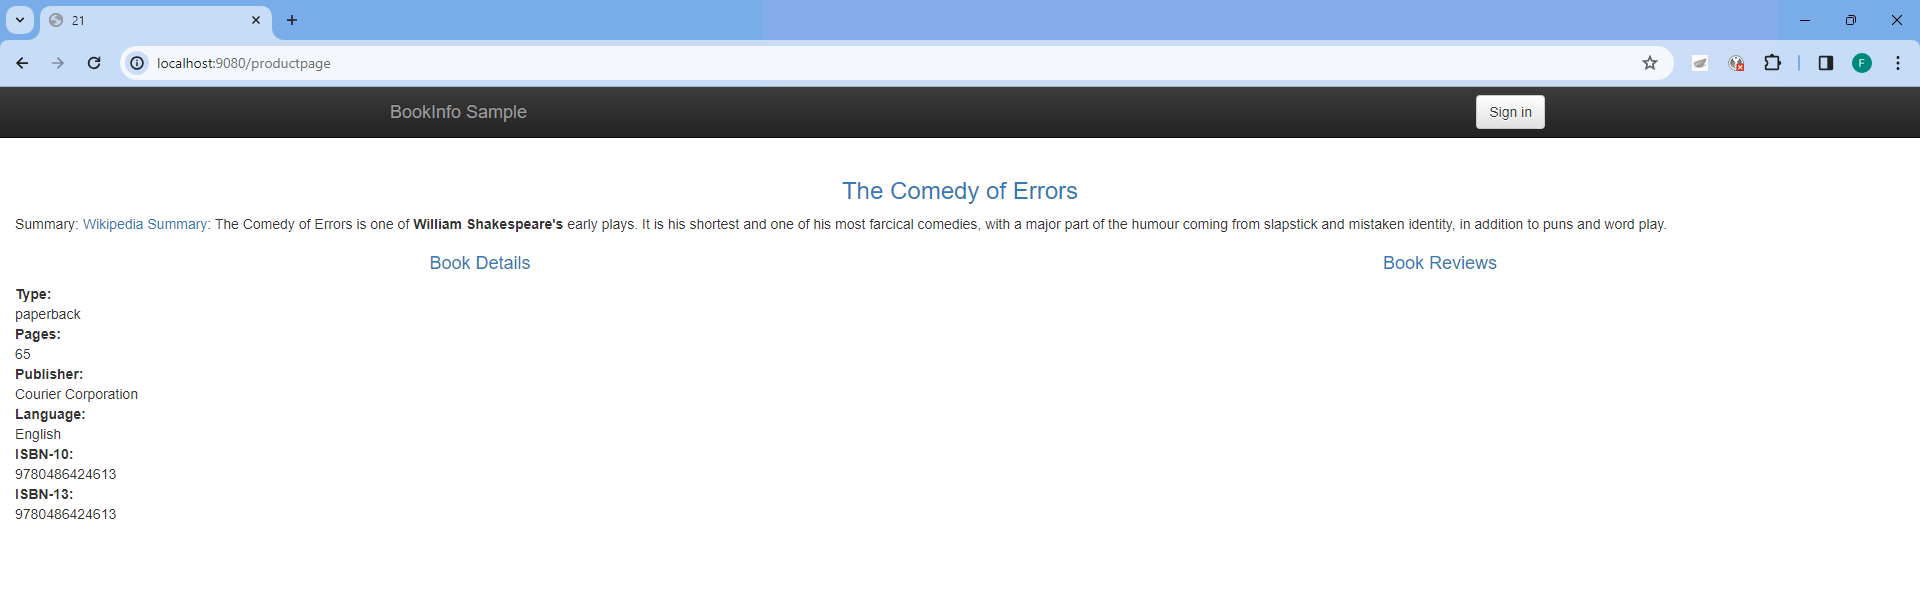 21
localhost:9080/productpage
F
BookInfo Sample
Sign in
The Comedy of Errors
Summary: Wikipedia Summary: The Comedy of Errors is one of William Shakespeare's early plays. It is his shortest and one of his most farcical comedies, with a major part of the humour coming from slapstick and mistaken identity, in addition to puns and word play.
Book Details
Book Reviews
Type:
paperback
Pages:
65
Publisher:
Courier Corporation
Language:
English
ISBN-10:
9780486424613
ISBN-13:
9780486424613